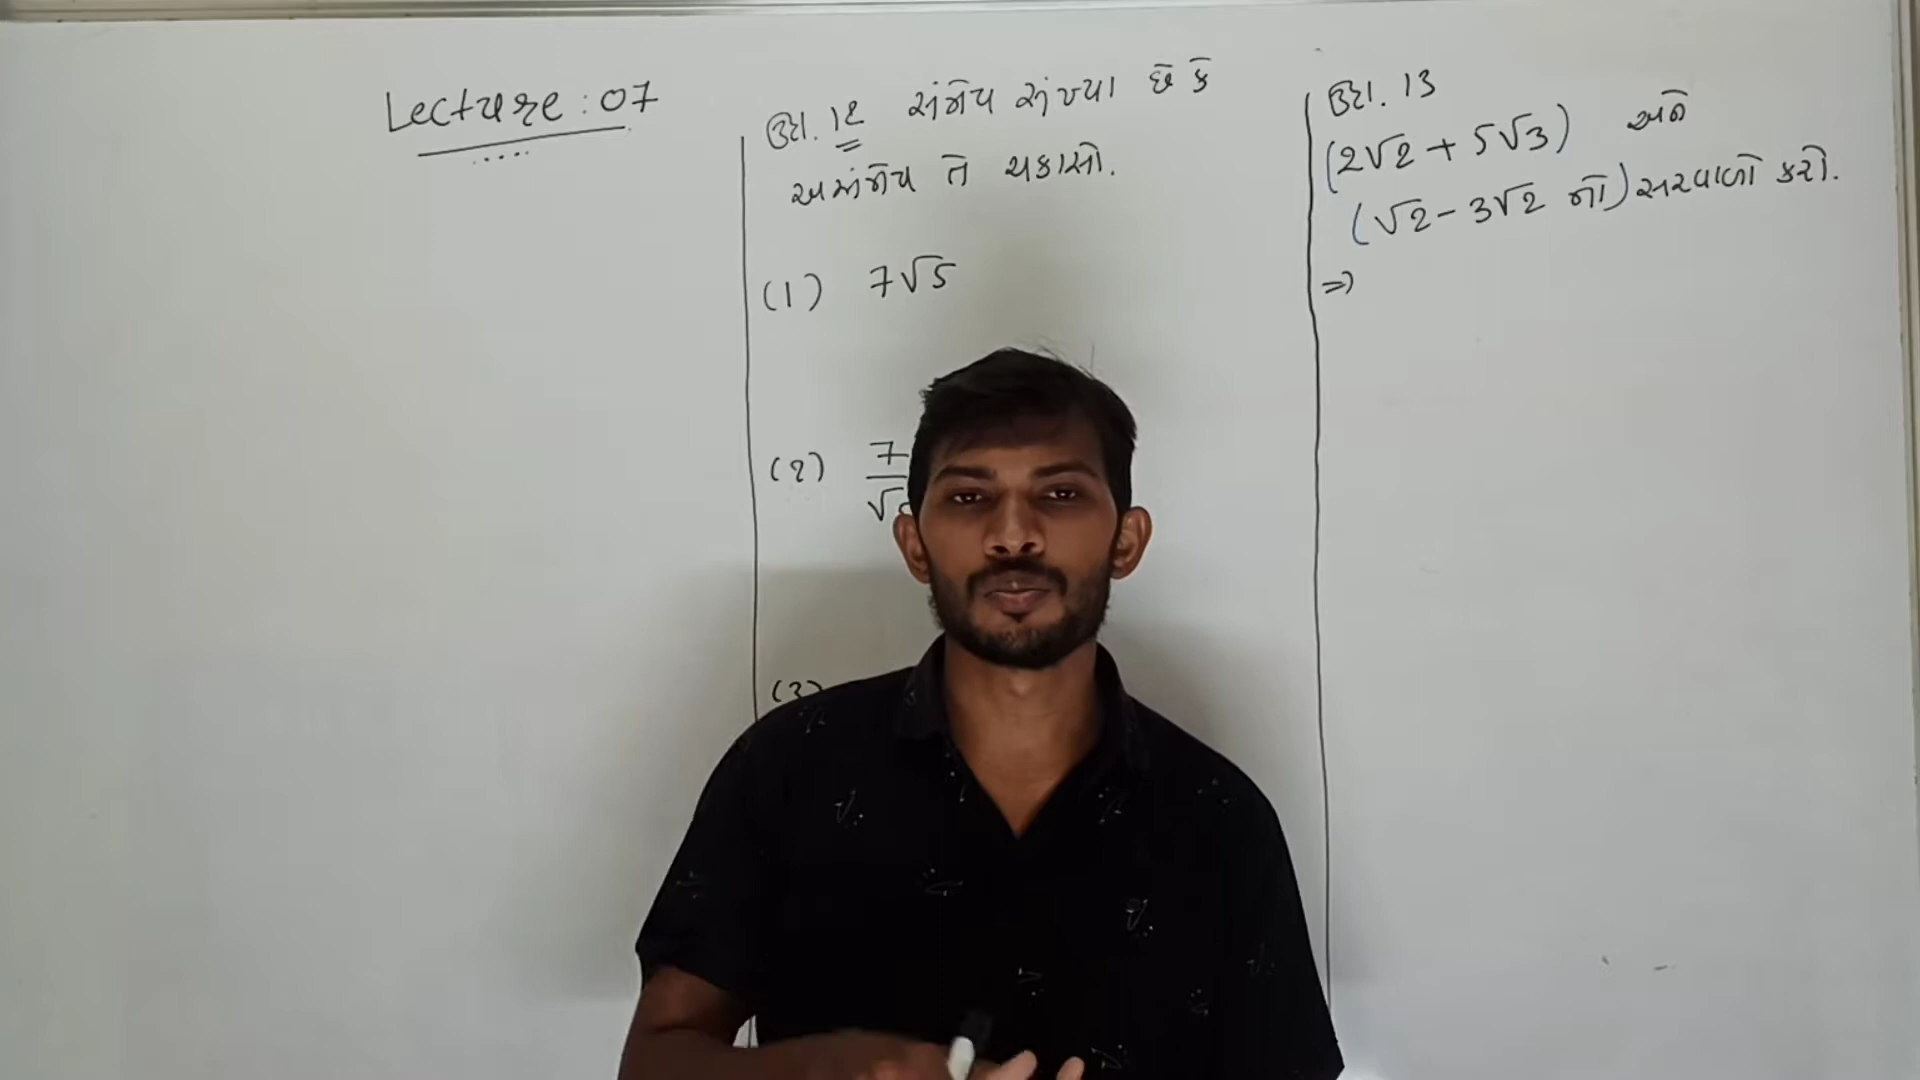 Lecture : 07
ઉદા. 12 સંમેય સંખ્યા છે કે
અસંમેય તે ચકાસો.
(1) 7√5
(2) 7
√
(3)
ઉદા. 13
(2√2 + 5√3) અને
(√2 - 3√2 નો) સરવાળો કરો.
⇒